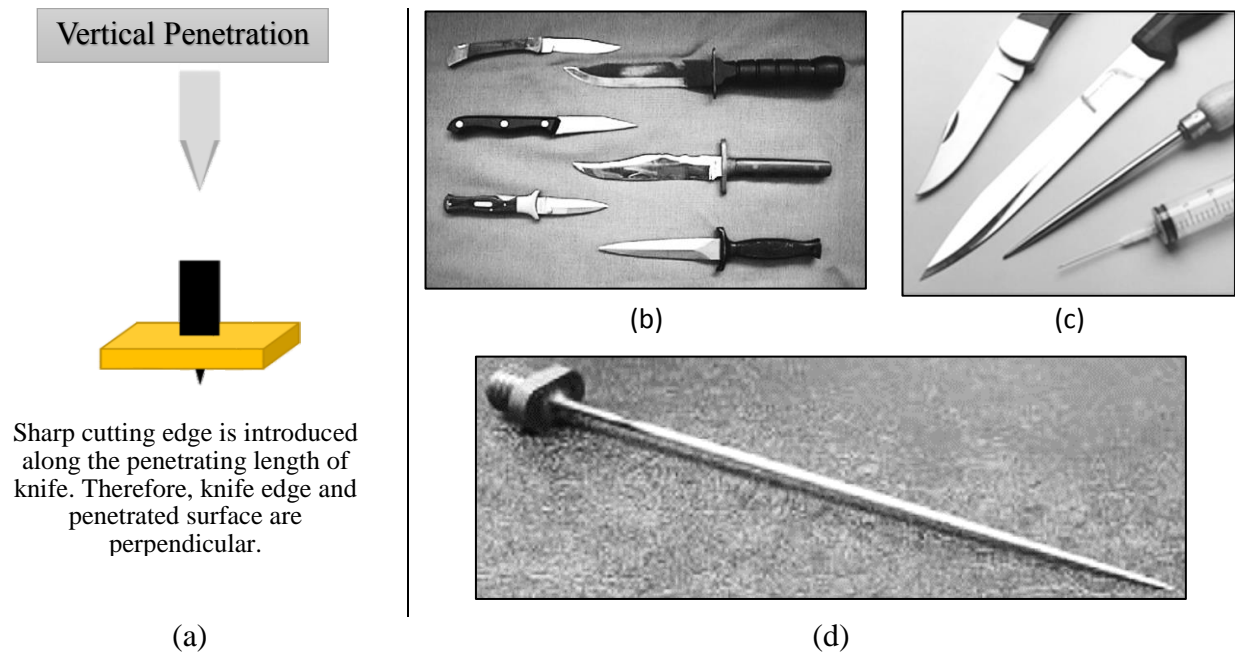 Vertical Penetration
Sharp cutting edge is introduced
along the penetrating length of
knife. Therefore, knife edge and
penetrated surface are
perpendicular.
(a)
(b)
(c)
(d)